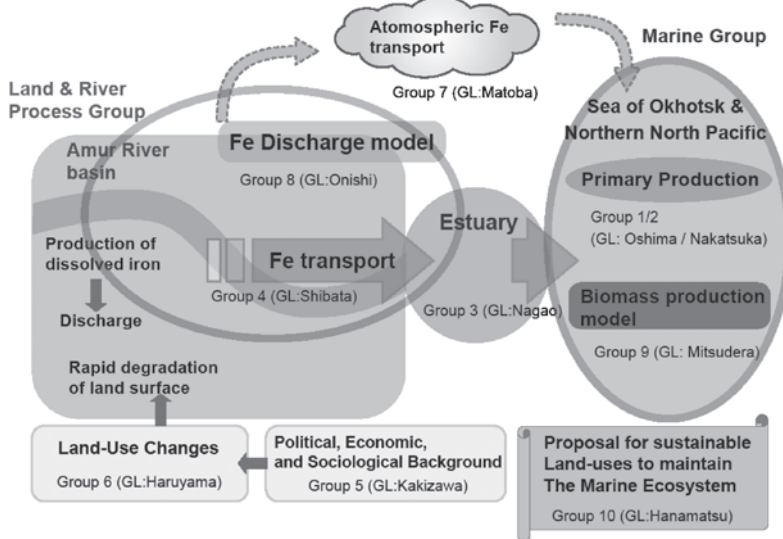 Atomospheric Fe
transport
Group 7 (GL:Matoba)
Marine Group
Land & River
Process Group
Amur River
basin
Fe Discharge model
Group 8 (GL:Onishi)
Sea of Okhotsk &
Northern North Pacific
Primary Production
Group 1/2
(GL: Oshima / Nakatsuka)
Estuary
Production of
dissolved iron
Discharge
Fe transport
Group 4 (GL:Shibata)
Group 3 (GL:Nagao)
Biomass production
model
Group 9 (GL: Mitsudera)
Rapid degradation
of land surface
Land-Use Changes
Group 6 (GL:Haruyama)
Political, Economic,
and Sociological Background
Group 5 (GL:Kakizawa)
Proposal for sustainable
Land-uses to maintain
The Marine Ecosystem
Group 10 (GL:Hanamatsu)